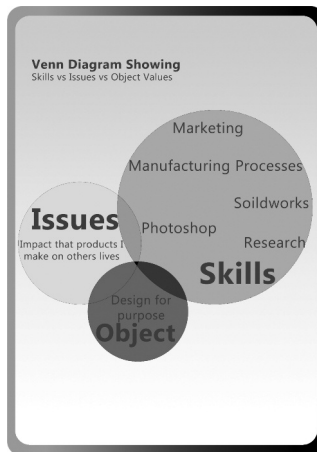 Venn Diagram Showing
Skills vs Issues vs Object Values
Marketing
Manufacturing Processes
Soildworks
Photoshop
Research
Skills
Issues
Impact that products I
make on others lives
Design for
purpose
Object